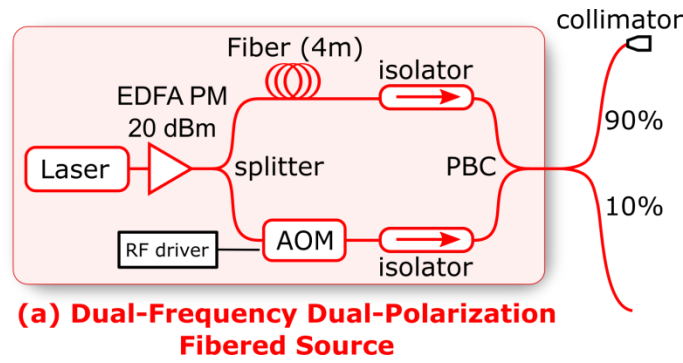 collimator
Fiber (4m)
isolator
EDFA PM
20 dBm
90%
Laser
splitter
PBC
10%
RF driver
AOM
isolator
(a) Dual-Frequency Dual-Polarization
Fibered Source